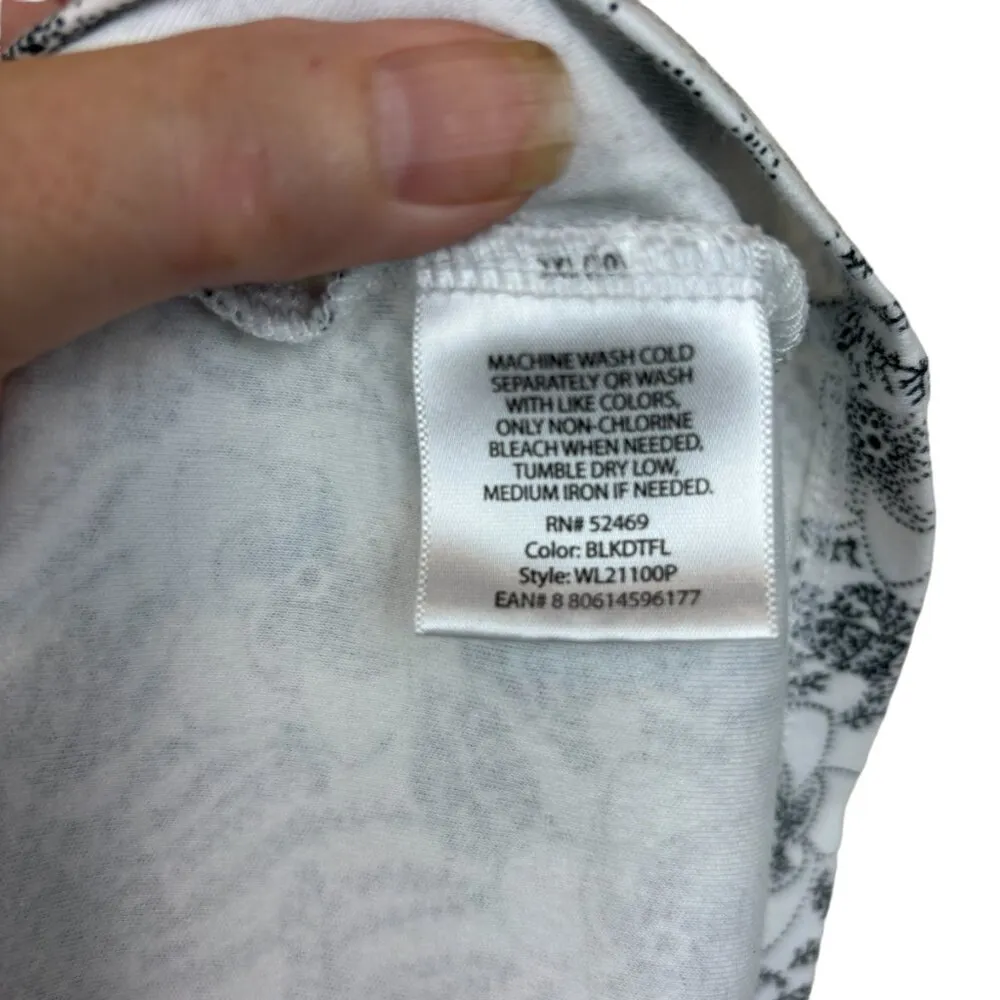 MACHINE WASH COLD
SEPARATELY OR WASH
WITH LIKE COLORS,
ONLY NON-CHLORINE
BLEACH WHEN NEEDED.
TUMBLE DRY LOW,
MEDIUM IRON IF NEEDED.
RN# 52469
Color: BLKDTFL
Style: WL21100P
EAN# 8 80614596177